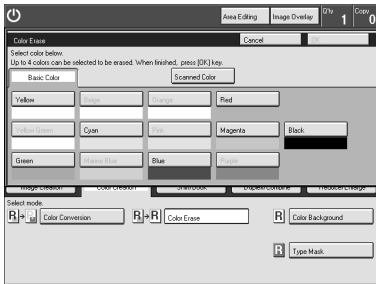 Area Editing Image Overlay Q'ty 1 Copy 0
Color Erase Cancel OK
Select color below.
Up to 4 colors can be selected to be erased. When finished, press [OK] key.
Basic Color Scanned Color
Yellow Beige Orange Red
Yellow Green Cyan Pink Magenta Black
Green Marine Blue Blue Purple
Image Creation Color Creation Shift/Book Duplex/Combine Reduce/Enlarge
Select mode.
R R Color Conversion R R Color Erase R Color Background
R Type Mask